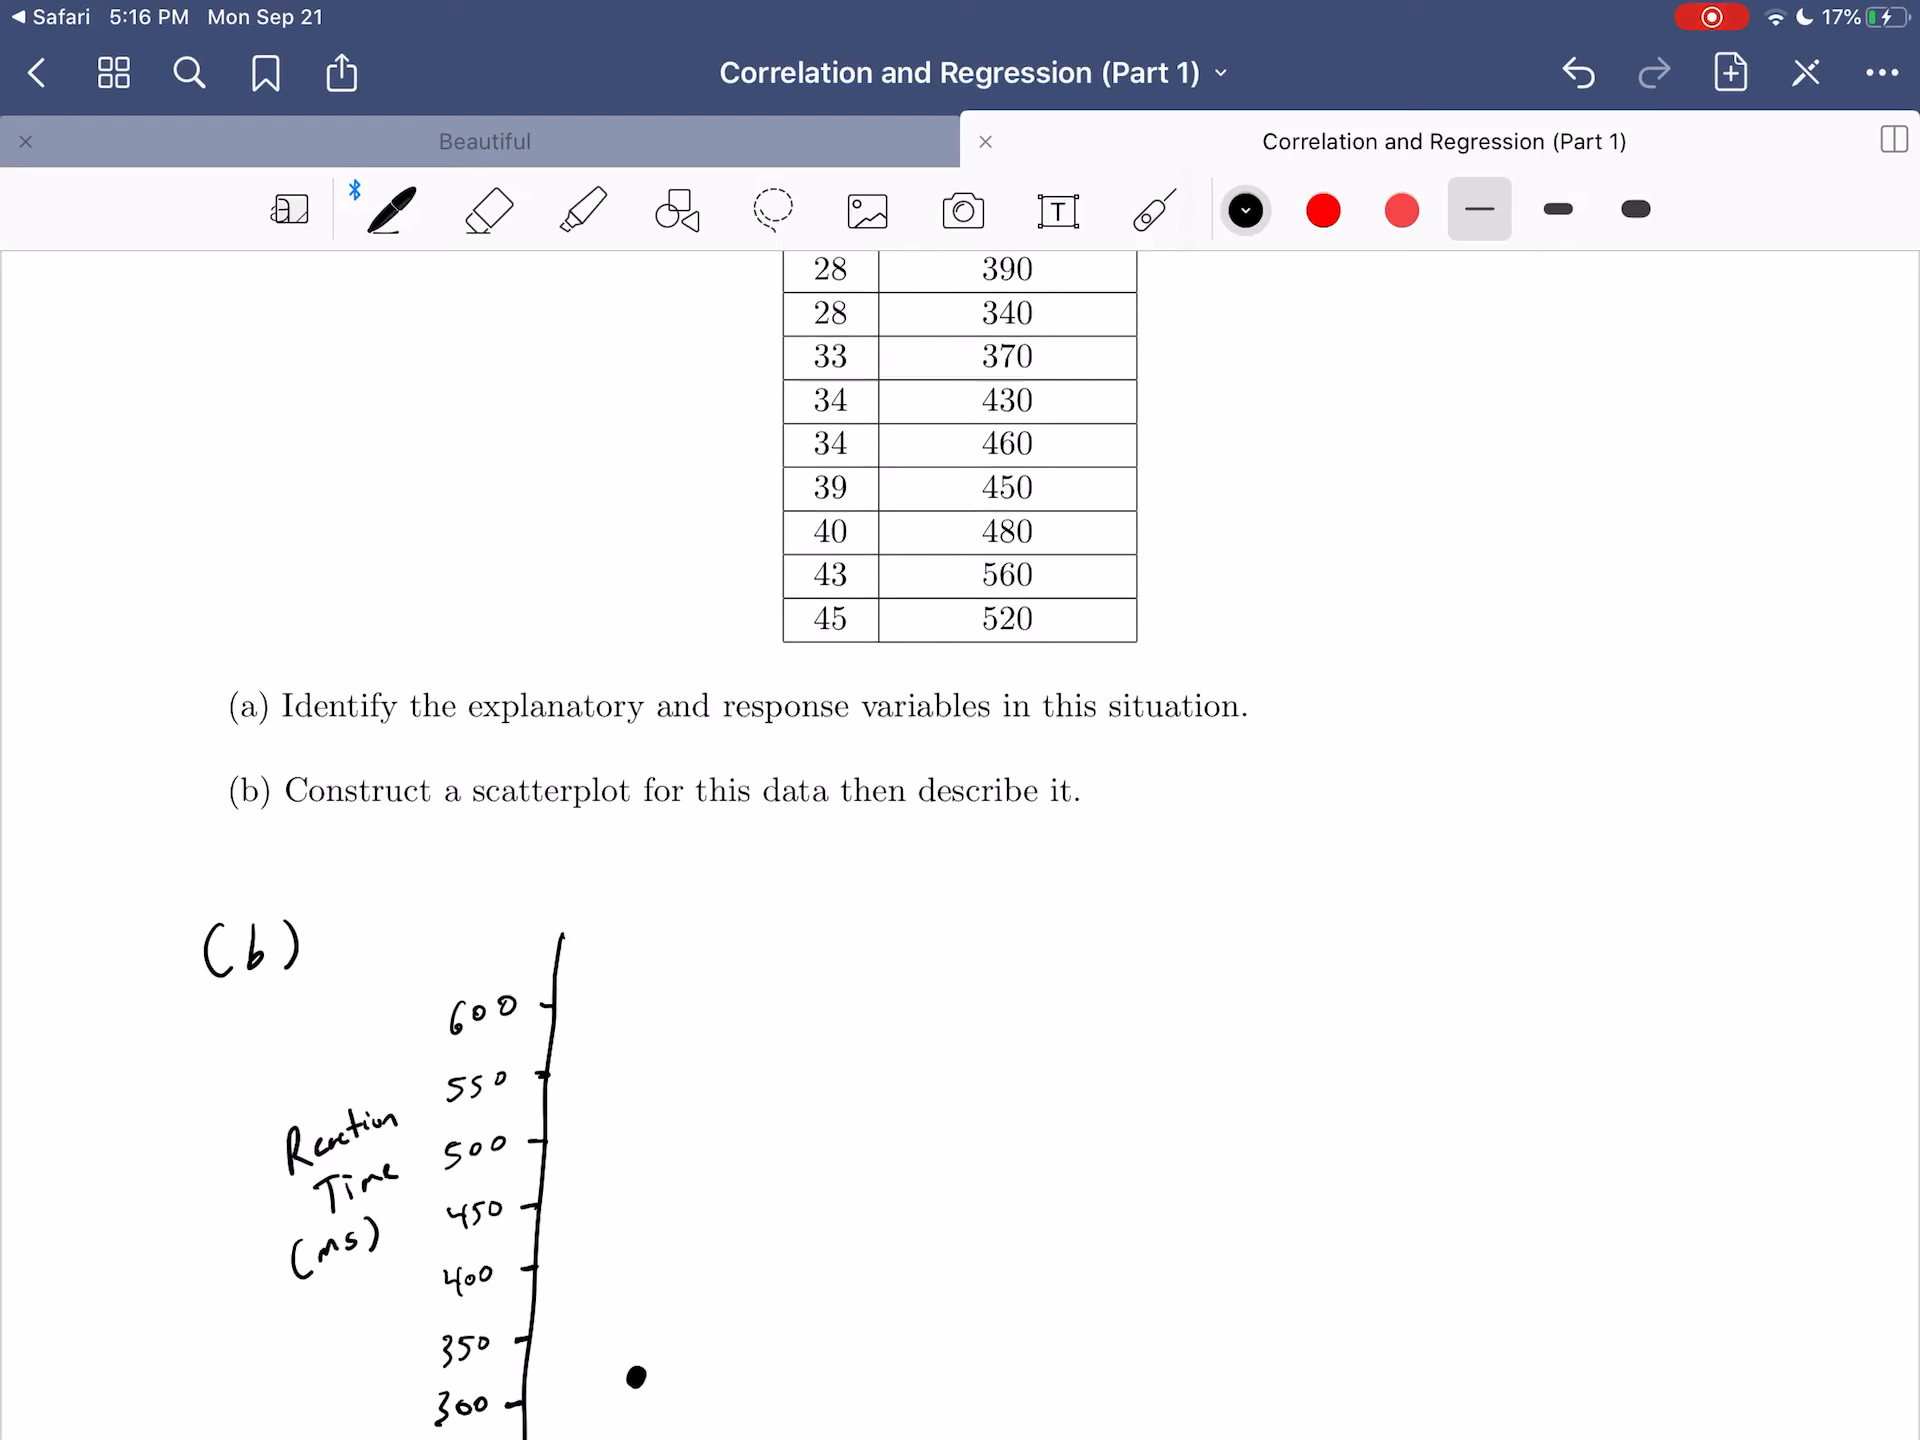 Safari 5:16 PM Mon Sep 21 17%
Correlation and Regression (Part 1)
Beautiful Correlation and Regression (Part 1)
T
28 390
28 340
33 370
34 430
34 460
39 450
40 480
43 560
45 520
(a) Identify the explanatory and response variables in this situation.
(b) Construct a scatterplot for this data then describe it.
(b)
600
550
Reaction
500
Time
450
(ms)
400
350
300